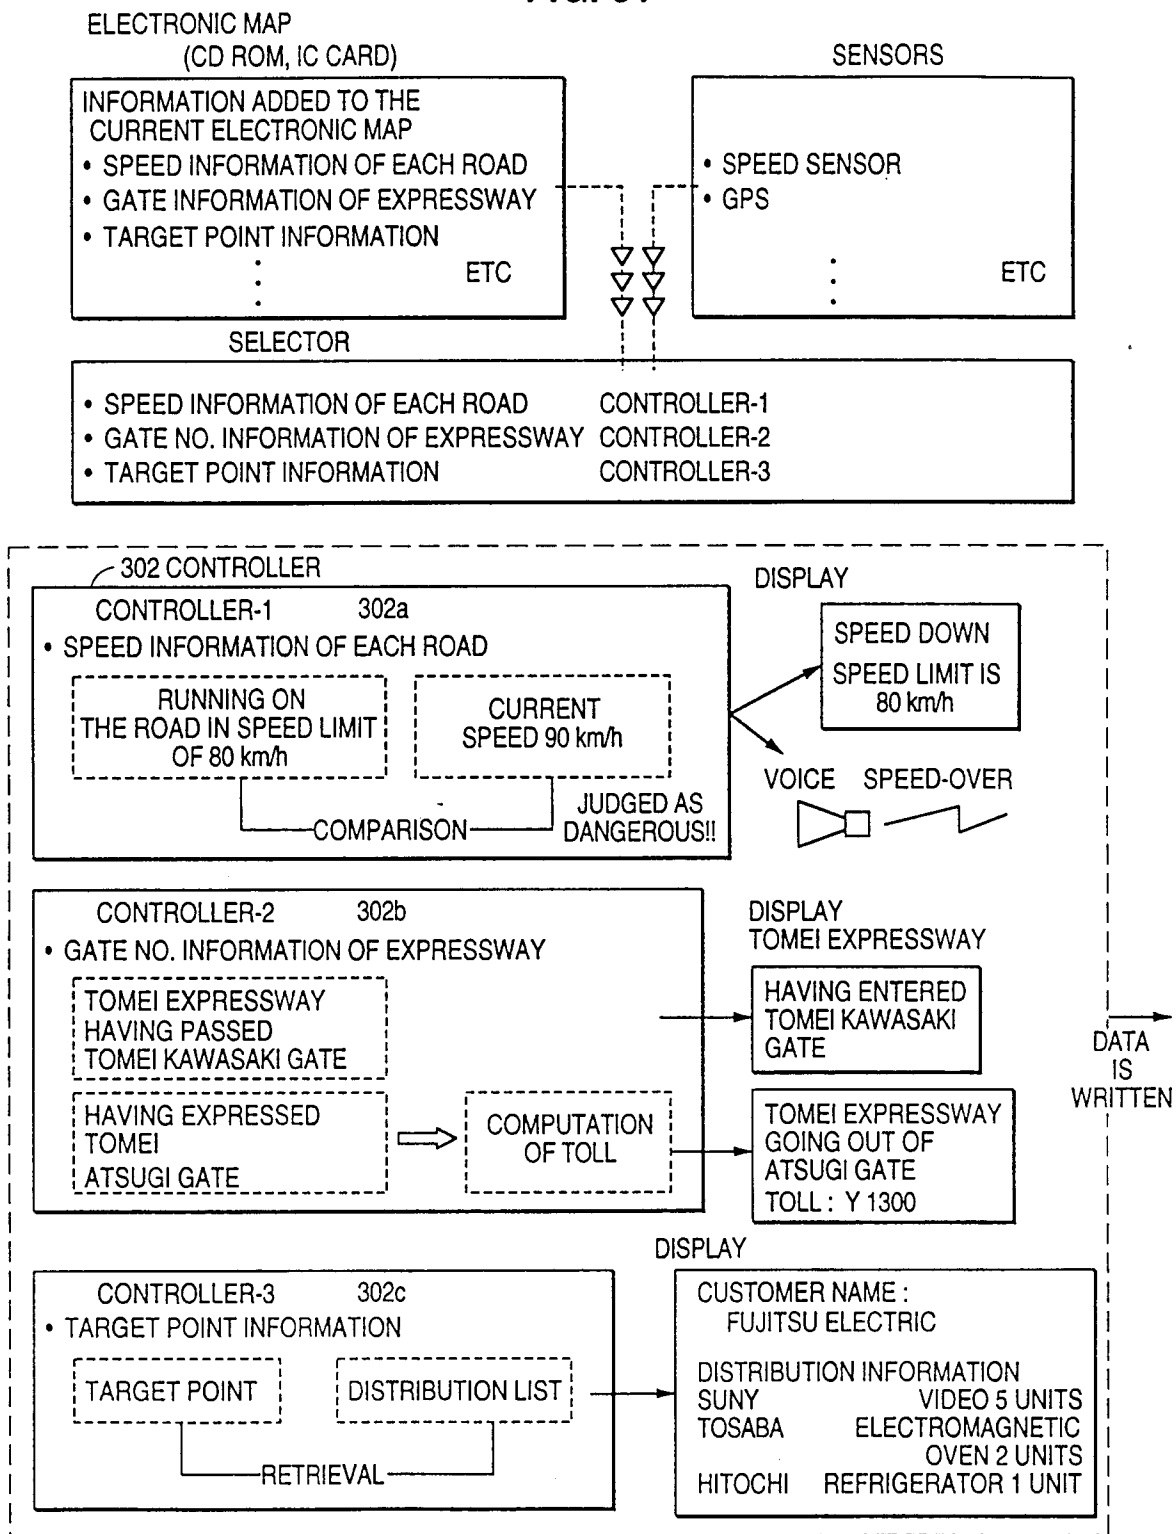 ELECTRONIC MAP
(CD ROM, IC CARD)
INFORMATION ADDED TO THE
CURRENT ELECTRONIC MAP
• SPEED INFORMATION OF EACH ROAD
• GATE INFORMATION OF EXPRESSWAY
• TARGET POINT INFORMATION
ETC
SENSORS
• SPEED SENSOR
• GPS
ETC
SELECTOR
• SPEED INFORMATION OF EACH ROAD CONTROLLER-1
• GATE NO. INFORMATION OF EXPRESSWAY CONTROLLER-2
• TARGET POINT INFORMATION CONTROLLER-3
302 CONTROLLER
CONTROLLER-1 302a
• SPEED INFORMATION OF EACH ROAD
RUNNING ON
THE ROAD IN SPEED LIMIT
OF 80 km/h
CURRENT
SPEED 90 km/h
COMPARISON
JUDGED AS
DANGEROUS!!
DISPLAY
SPEED DOWN
SPEED LIMIT IS
80 km/h
VOICE SPEED-OVER
CONTROLLER-2 302b
• GATE NO. INFORMATION OF EXPRESSWAY
TOMEI EXPRESSWAY
HAVING PASSED
TOMEI KAWASAKI GATE
HAVING EXPRESSED
TOMEI
ATSUGI GATE
COMPUTATION
OF TOLL
DISPLAY
TOMEI EXPRESSWAY
HAVING ENTERED
TOMEI KAWASAKI
GATE
TOMEI EXPRESSWAY
GOING OUT OF
ATSUGI GATE
TOLL : Y 1300
DATA
IS
WRITTEN
CONTROLLER-3 302c
• TARGET POINT INFORMATION
TARGET POINT
DISTRIBUTION LIST
RETRIEVAL
DISPLAY
CUSTOMER NAME :
FUJITSU ELECTRIC
DISTRIBUTION INFORMATION
SUNY VIDEO 5 UNITS
TOSABA ELECTROMAGNETIC
OVEN 2 UNITS
HITOCHI REFRIGERATOR 1 UNIT